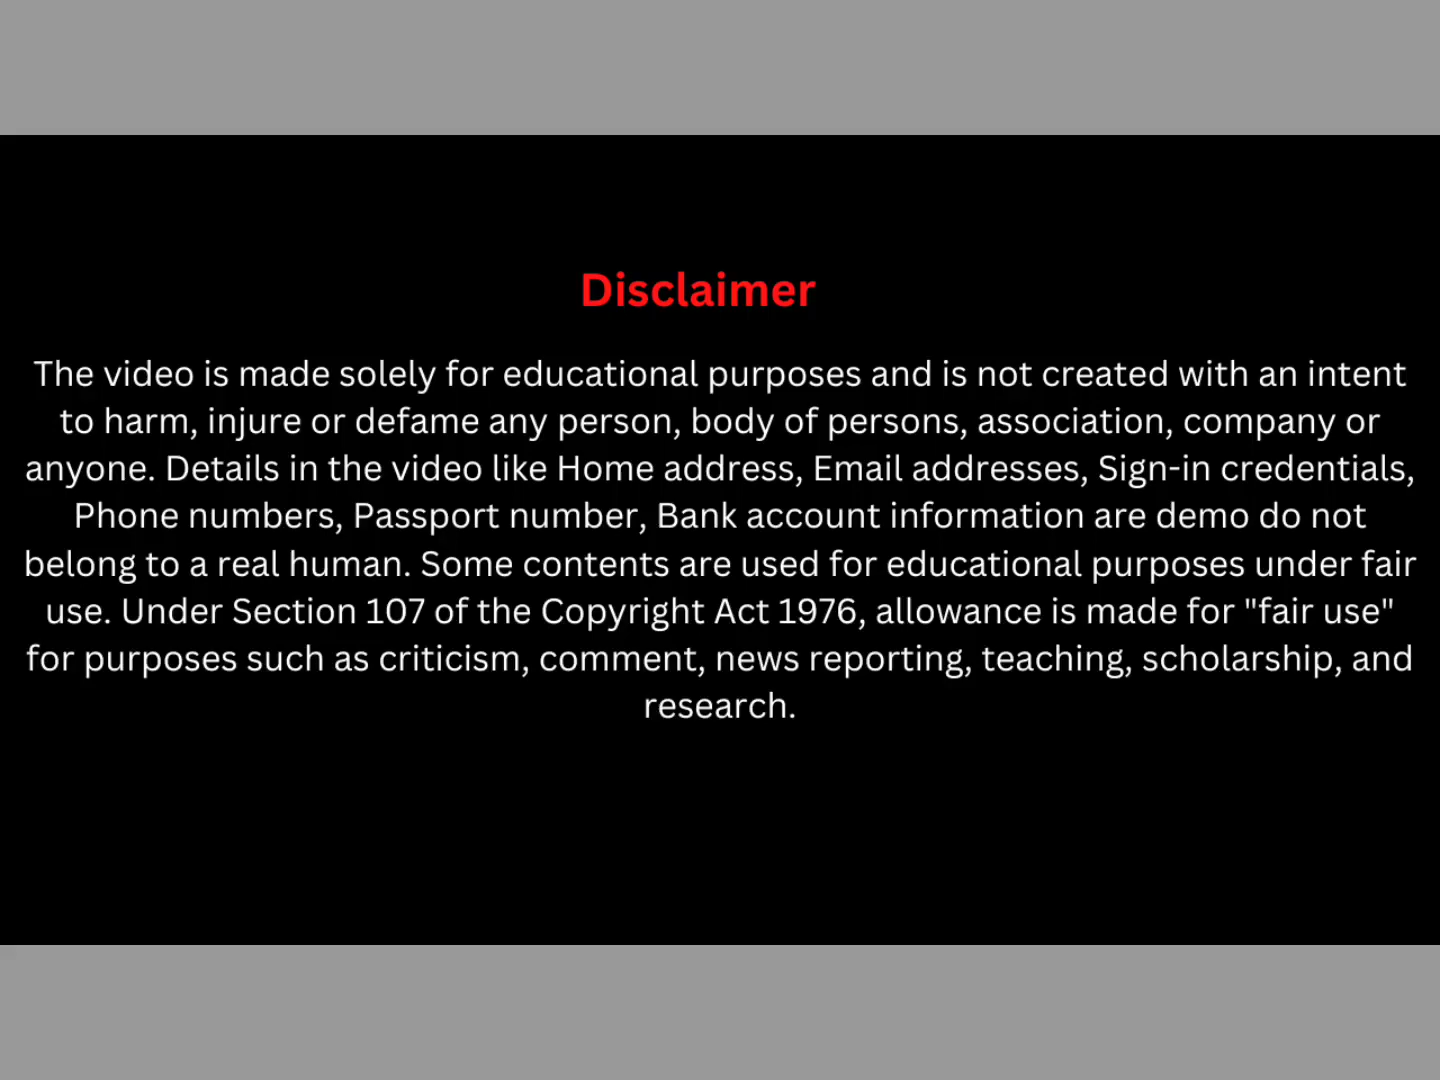 Disclaimer
The video is made solely for educational purposes and is not created with an intent
to harm, injure or defame any person, body of persons, association, company or
anyone. Details in the video like Home address, Email addresses, Sign-in credentials,
Phone numbers, Passport number, Bank account information are demo do not
belong to a real human. Some contents are used for educational purposes under fair
use. Under Section 107 of the Copyright Act 1976, allowance is made for "fair use"
for purposes such as criticism, comment, news reporting, teaching, scholarship, and
research.